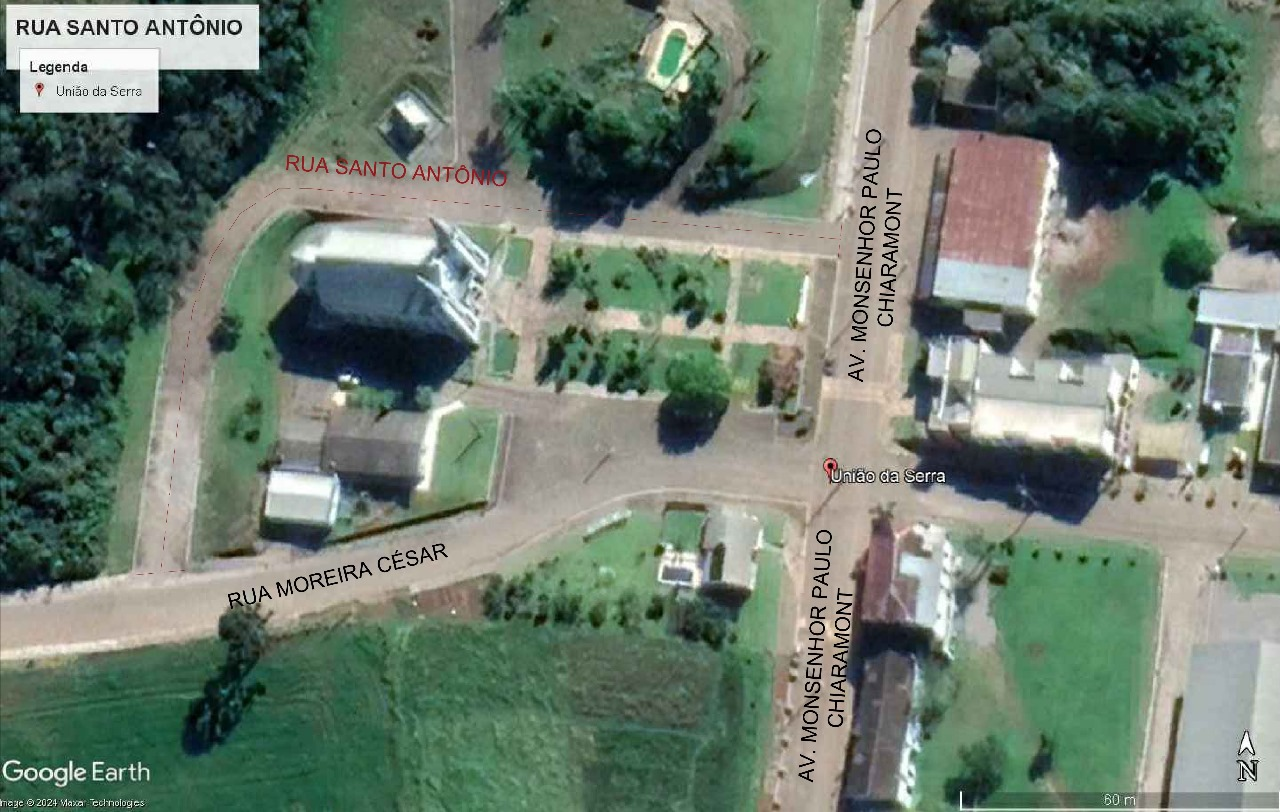 RUA SANTO ANTÔNIO
Legenda
União da Serra
RUA SANTO ANTÔNIO
AV. MONSENHOR PAULO
CHIARAMONT
União da Serra
RUA MOREIRA CÉSAR
AV. MONSENHOR PAULO
CHIARAMONT
Google Earth
Image © 2024 Maxar Technologies
N
60 m